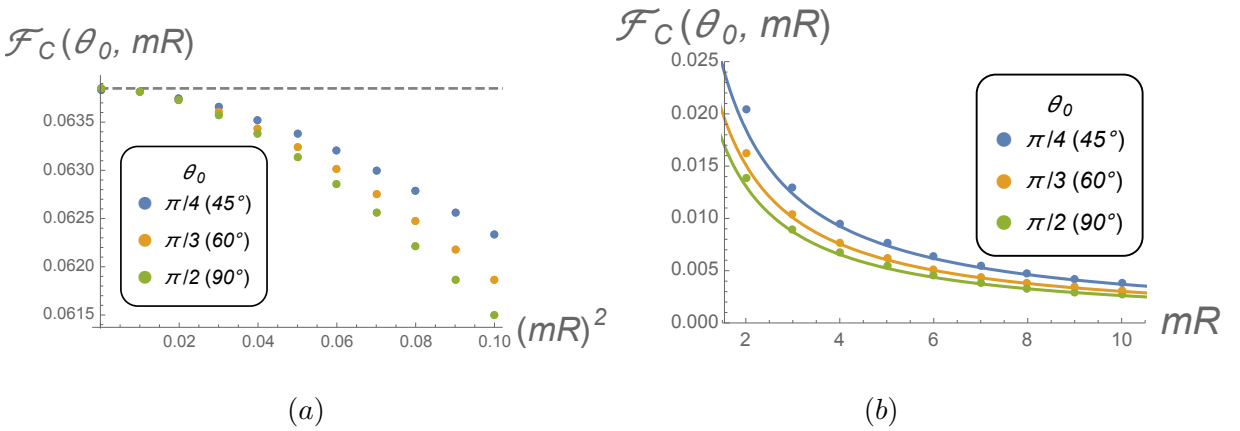 𝓕_C(θ₀, mR)
0.0635
0.0630
0.0625
0.0620
0.0615
θ₀
π/4 (45°)
π/3 (60°)
π/2 (90°)
0.02 0.04 0.06 0.08 0.10 (mR)²
(a)
𝓕_C(θ₀, mR)
0.025
0.020
0.015
0.010
0.005
0.000
θ₀
π/4 (45°)
π/3 (60°)
π/2 (90°)
2 4 6 8 10 mR
(b)